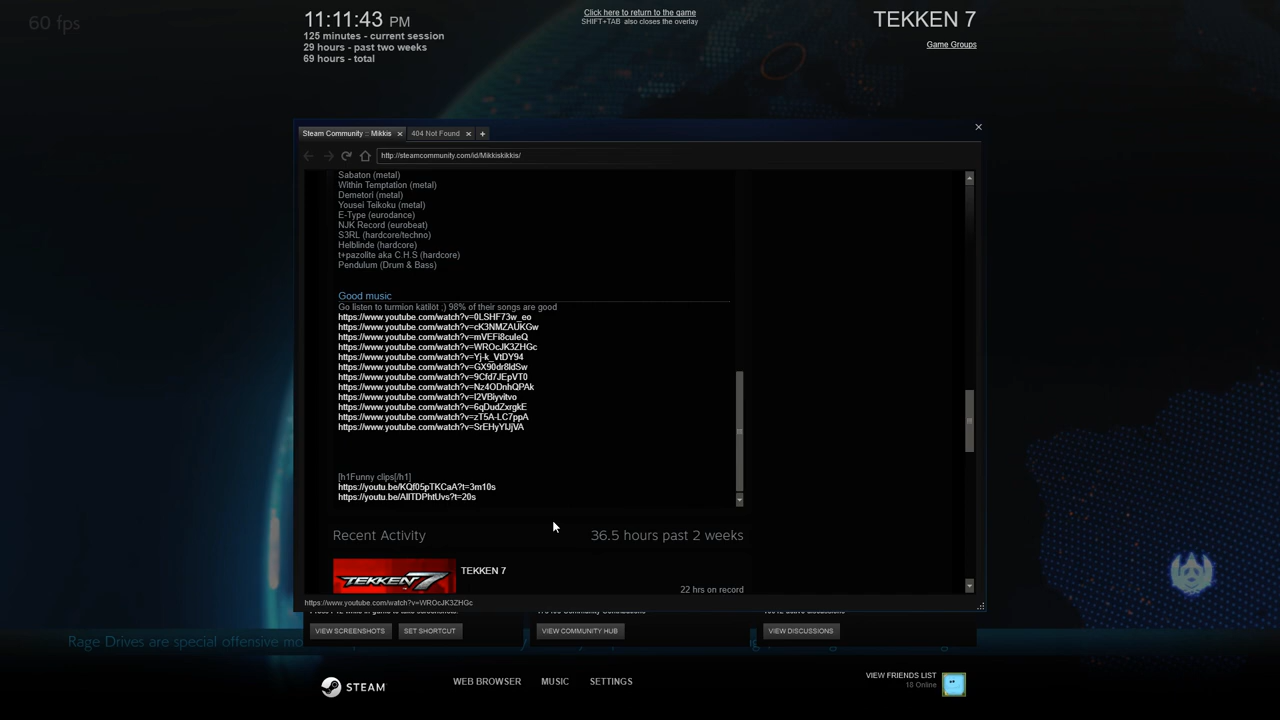 60 fps
11:11:43 PM
125 minutes - current session
29 hours - past two weeks
69 hours - total
Click here to return to the game
SHIFT+TAB also closes the overlay
TEKKEN 7
Game Groups
Steam Community :: Mikkis
404 Not Found
http://steamcommunity.com/id/Mikkiskikkis/
Sabaton (metal)
Within Temptation (metal)
Demetori (metal)
Yousei Teikoku (metal)
E-Type (eurodance)
NJK Record (eurobeat)
S3RL (hardcore/techno)
Helblinde (hardcore)
t+pazolite aka C.H.S (hardcore)
Pendulum (Drum & Bass)
Good music
Go listen to turmion kätilöt ;) 98% of their songs are good
https://www.youtube.com/watch?v=0LSHF73w_eo
https://www.youtube.com/watch?v=cK3NMZAUKGw
https://www.youtube.com/watch?v=mVEFi8culeQ
https://www.youtube.com/watch?v=WROcJK3ZHGc
https://www.youtube.com/watch?v=Yj-k_VtDY94
https://www.youtube.com/watch?v=GX90dr8ldSw
https://www.youtube.com/watch?v=9Cfd7JEpVT0
https://www.youtube.com/watch?v=Nz4ODnhQPAk
https://www.youtube.com/watch?v=I2VBiyvitvo
https://www.youtube.com/watch?v=6qDudZxrgkE
https://www.youtube.com/watch?v=zT5A-LC7ppA
https://www.youtube.com/watch?v=SrEHyYlJjVA
[h1Funny clips[/h1]
https://youtu.be/KQf05pTKCaA?t=3m10s
https://youtu.be/AIITDPhtUvs?t=20s
Recent Activity
36.5 hours past 2 weeks
TEKKEN 7
TEKKEN 7
22 hrs on record
https://www.youtube.com/watch?v=WROcJK3ZHGc
VIEW SCREENSHOTS
SET SHORTCUT
VIEW COMMUNITY HUB
VIEW DISCUSSIONS
Rage Drives are special offensive mo
STEAM
WEB BROWSER
MUSIC
SETTINGS
VIEW FRIENDS LIST
18 Online